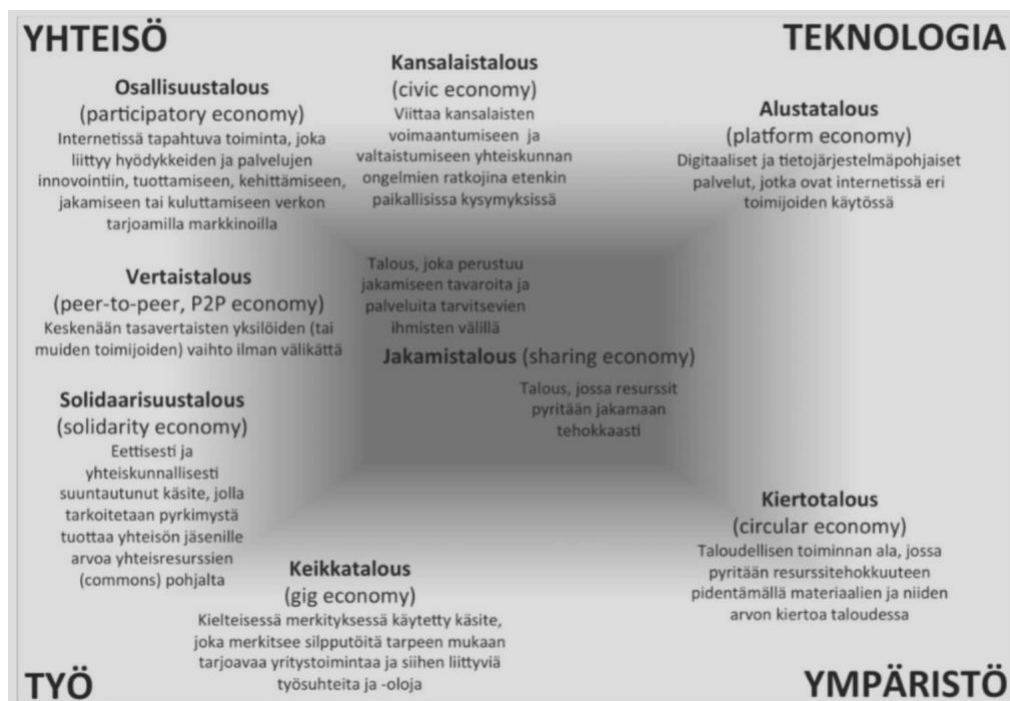 YHTEISÖ
TEKNOLOGIA
Osallisuustalous
(participatory economy)
Internetissä tapahtuva toiminta, joka
liittyy hyödykkeiden ja palvelujen
innovointiin, tuottamiseen, kehittämiseen,
jakamiseen tai kuluttamiseen verkon
tarjoamilla markkinoilla
Kansalaistalous
(civic economy)
Viittaa kansalaisten
voimaantumiseen ja
valtaistumiseen yhteiskunnan
ongelmien ratkojina etenkin
paikallisissa kysymyksissä
Alustatalous
(platform economy)
Digitaaliset ja tietojärjestelmäpohjaiset
palvelut, jotka ovat internetissä eri
toimijoiden käytössä
Vertaistalous
(peer-to-peer, P2P economy)
Keskenään tasavertaisten yksilöiden (tai
muiden toimijoiden) vaihto ilman välikättä
Talous, joka perustuu
jakamiseen tavaroita ja
palveluita tarvitsevien
ihmisten välillä
Jakamistalous (sharing economy)
Talous, jossa resurssit
pyritään jakamaan
tehokkaasti
Solidaarisuustalous
(solidarity economy)
Eettisesti ja
yhteiskunnallisesti
suuntautunut käsite, jolla
tarkoitetaan pyrkimystä
tuottaa yhteisön jäsenille
arvoa yhteisresurssien
(commons) pohjalta
Keikkatalous
(gig economy)
Kielteisessä merkityksessä käytetty käsite,
joka merkitsee silpputöitä tarpeen mukaan
tarjoavaa yritystoimintaa ja siihen liittyviä
työsuhteita ja -oloja
Kiertotalous
(circular economy)
Taloudellisen toiminnan ala, jossa
pyritään resurssitehokkuuteen
pidentämällä materiaalien ja niiden
arvon kiertoa taloudessa
TYÖ
YMPÄRISTÖ